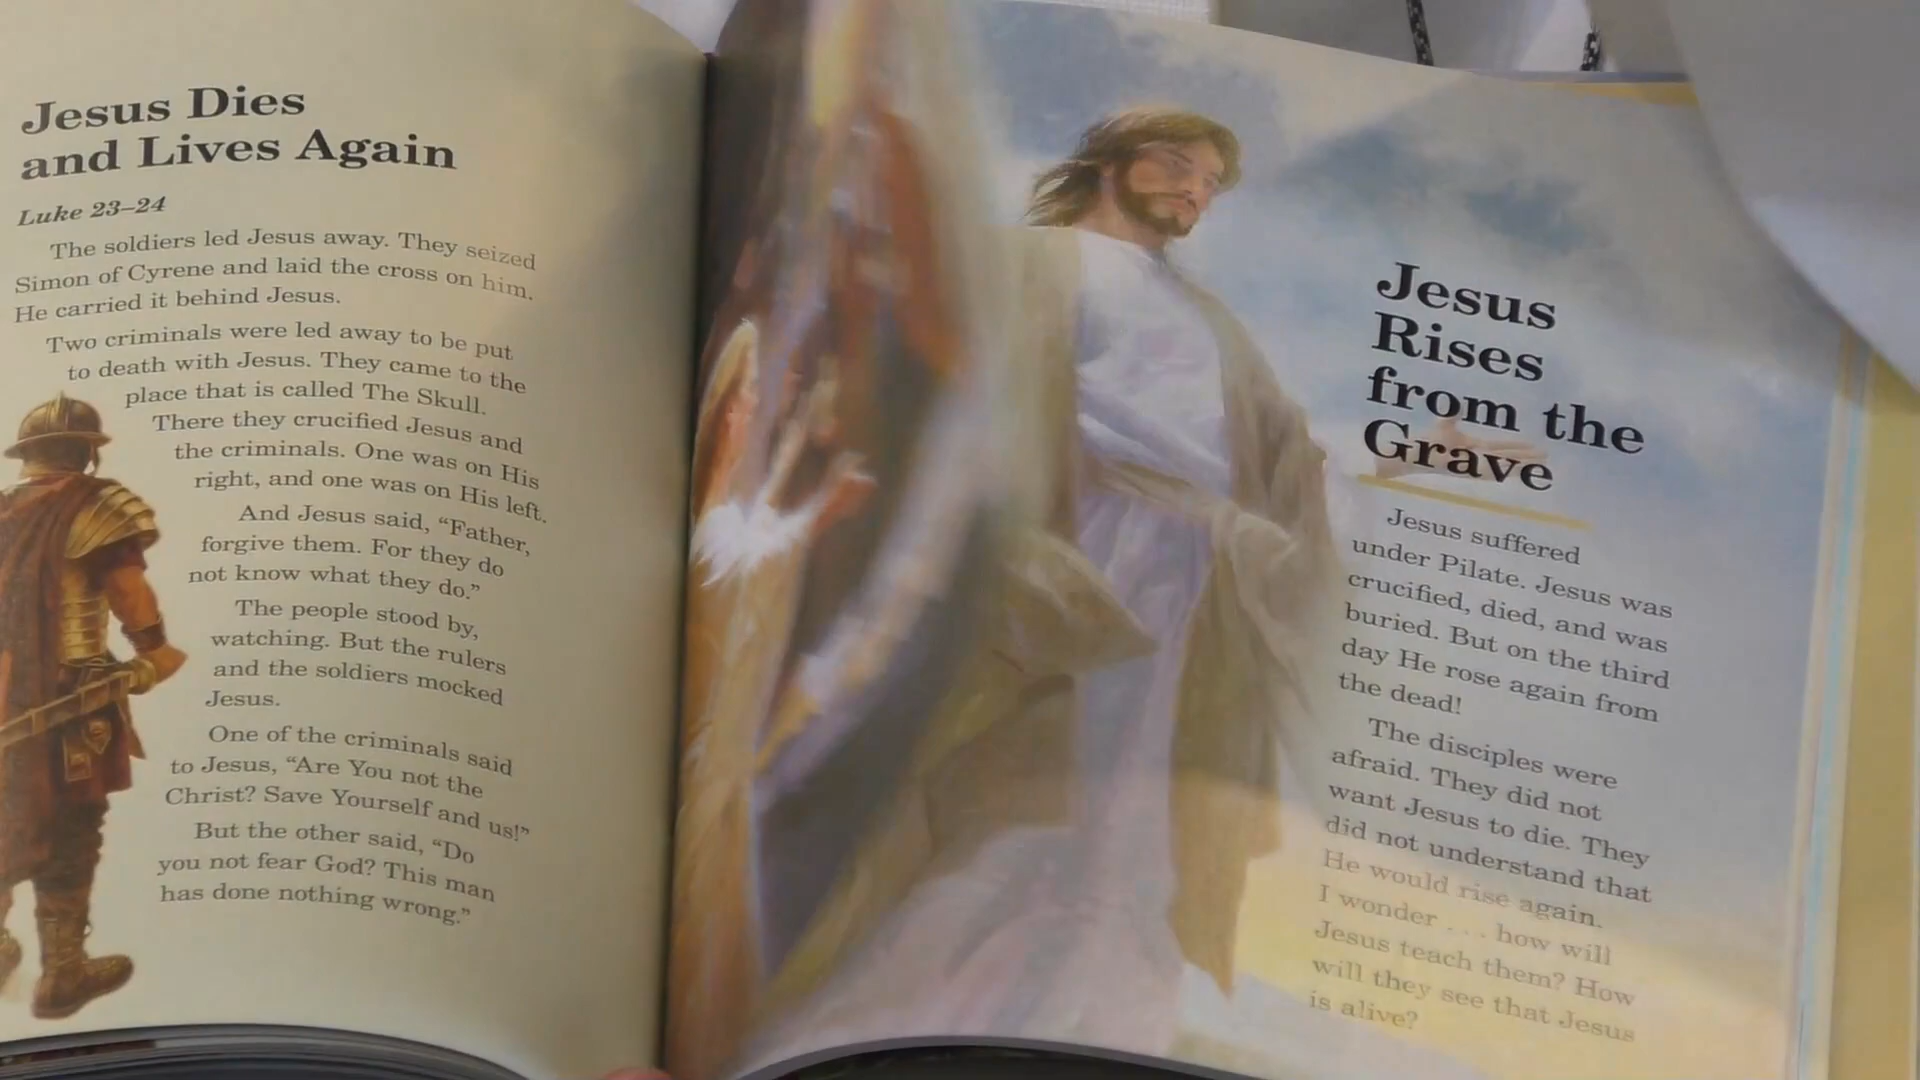 Jesus Dies
and Lives Again
Luke 23–24
The soldiers led Jesus away. They seized
Simon of Cyrene and laid the cross on him.
He carried it behind Jesus.
Two criminals were led away to be put
to death with Jesus. They came to the
place that is called The Skull.
There they crucified Jesus and
the criminals. One was on His
right, and one was on His left.
And Jesus said, “Father,
forgive them. For they do
not know what they do.”
The people stood by,
watching. But the rulers
and the soldiers mocked
Jesus.
One of the criminals said
to Jesus, “Are You not the
Christ? Save Yourself and us!”
But the other said, “Do
you not fear God? This man
has done nothing wrong.”
Jesus
Rises
from the
Grave
Jesus suffered
under Pilate. Jesus was
crucified, died, and was
buried. But on the third
day He rose again from
the dead!
The disciples were
afraid. They did not
want Jesus to die. They
did not understand that
He would rise again.
I wonder . . . how will
Jesus teach them? How
will they see that Jesus
is alive?